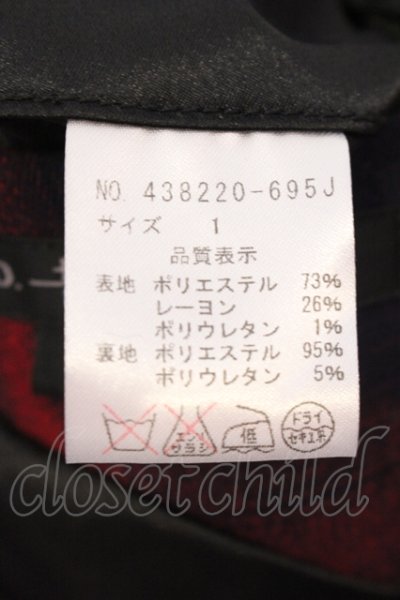 NO. 438220-695J
サイズ 1
品質表示
表地 ポリエステル 73%
レーヨン 26%
ポリウレタン 1%
裏地 ポリエステル 95%
ポリウレタン 5%
エンソサラシ 低 ドライ セキユ系
closetchild